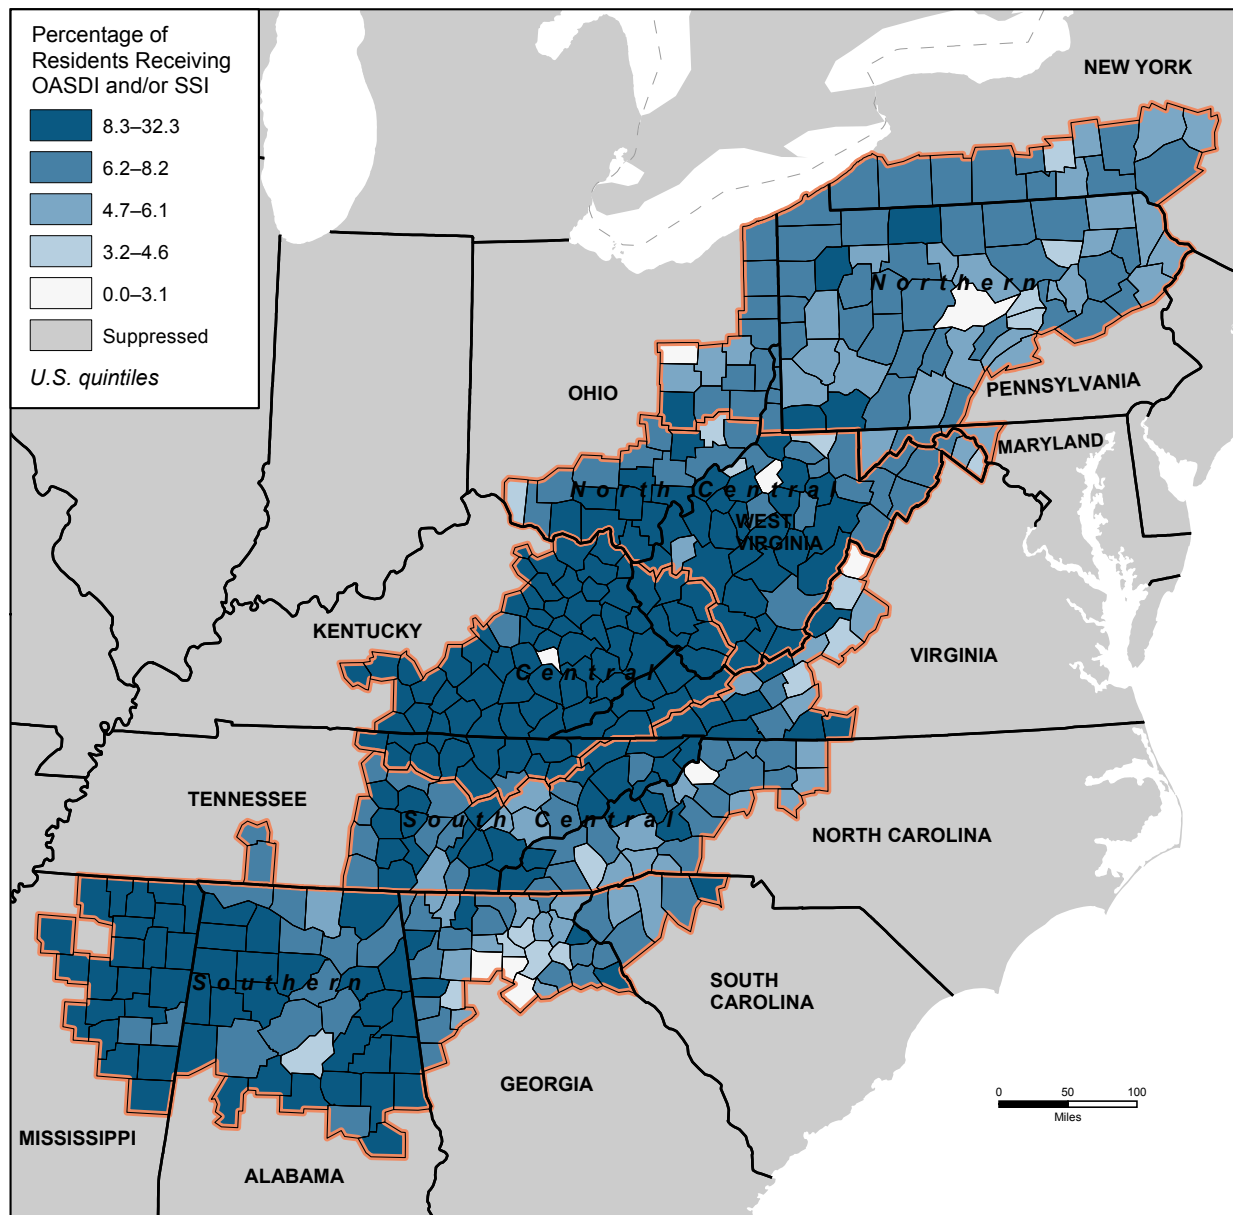 Percentage of
Residents Receiving
OASDI and/or SSI
8.3–32.3
6.2–8.2
4.7–6.1
3.2–4.6
0.0–3.1
Suppressed
U.S. quintiles
NEW YORK
Northern
PENNSYLVANIA
OHIO
MARYLAND
North Central
WEST
VIRGINIA
KENTUCKY
VIRGINIA
Central
TENNESSEE
South Central
NORTH CAROLINA
Southern
SOUTH
CAROLINA
GEORGIA
0 50 100
Miles
MISSISSIPPI
ALABAMA